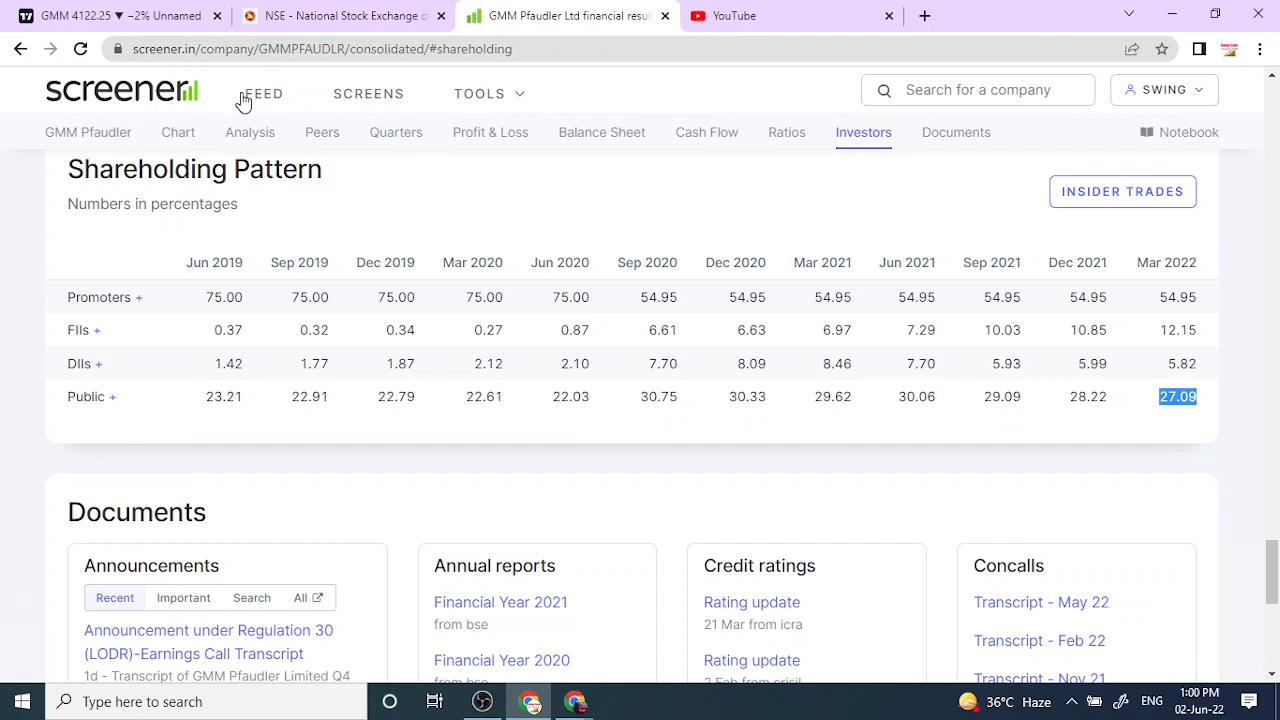 4122.25 ▼ −2% Unnamed
NSE - National Stock Exchange o
GMM Pfaudler Ltd financial resul
YouTube
screener.in/company/GMMPFAUDLR/consolidated/#shareholding
screener
FEED
SCREENS
TOOLS
Search for a company
SWING
GMM Pfaudler
Chart
Analysis
Peers
Quarters
Profit & Loss
Balance Sheet
Cash Flow
Ratios
Investors
Documents
Notebook
Shareholding Pattern
Numbers in percentages
INSIDER TRADES
Jun 2019 Sep 2019 Dec 2019 Mar 2020 Jun 2020 Sep 2020 Dec 2020 Mar 2021 Jun 2021 Sep 2021 Dec 2021 Mar 2022
Promoters + 75.00 75.00 75.00 75.00 75.00 54.95 54.95 54.95 54.95 54.95 54.95 54.95
FIIs + 0.37 0.32 0.34 0.27 0.87 6.61 6.63 6.97 7.29 10.03 10.85 12.15
DIIs + 1.42 1.77 1.87 2.12 2.10 7.70 8.09 8.46 7.70 5.93 5.99 5.82
Public + 23.21 22.91 22.79 22.61 22.03 30.75 30.33 29.62 30.06 29.09 28.22 27.09
Documents
Announcements
Recent Important Search All
Announcement under Regulation 30
(LODR)-Earnings Call Transcript
1d - Transcript of GMM Pfaudler Limited Q4
Annual reports
Financial Year 2021
from bse
Financial Year 2020
from bse
Credit ratings
Rating update
21 Mar from icra
Rating update
2 Feb from crisil
Concalls
Transcript - May 22
Transcript - Feb 22
Transcript - Nov 21
Type here to search
36°C Haze
ENG
1:00 PM
02-Jun-22